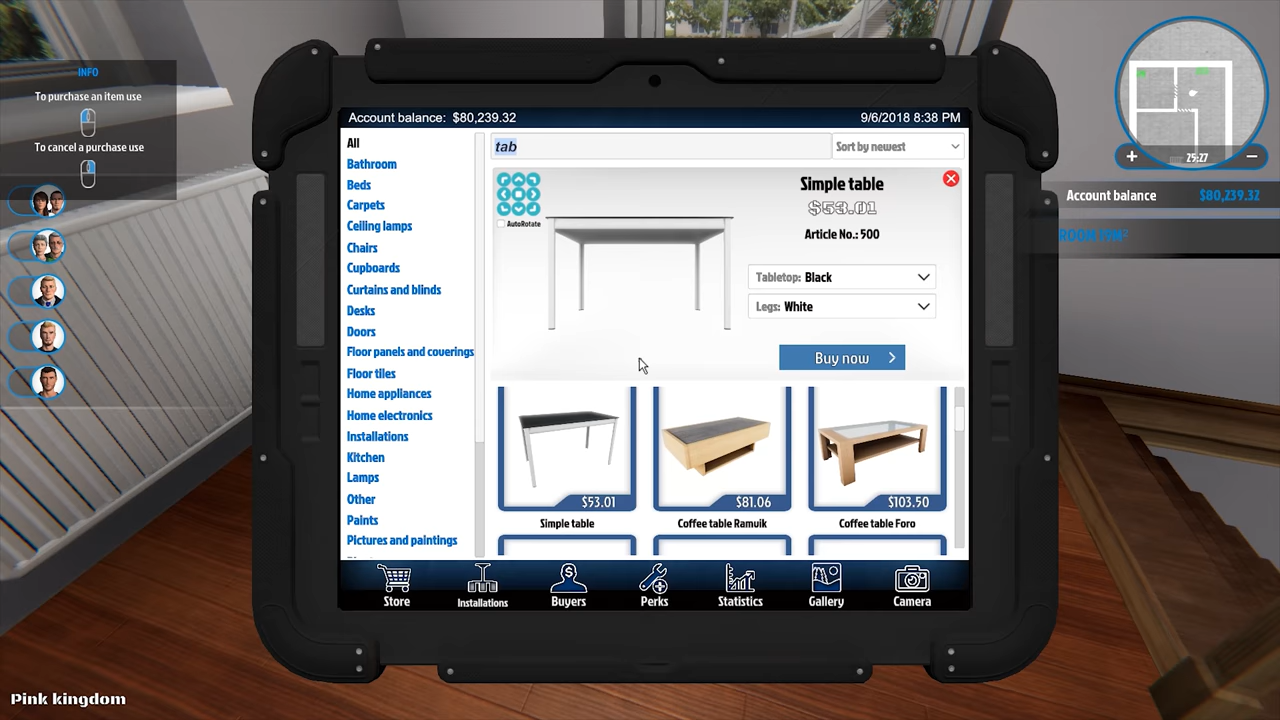 INFO
To purchase an item use
To cancel a purchase use
Account balance: $80,239.32
9/6/2018 8:38 PM
All
Bathroom
Beds
Carpets
Ceiling lamps
Chairs
Cupboards
Curtains and blinds
Desks
Doors
Floor panels and coverings
Floor tiles
Home appliances
Home electronics
Installations
Kitchen
Lamps
Other
Paints
Pictures and paintings
tab
Sort by newest
AutoRotate
Simple table
$53.01
Article No.: 500
Tabletop: Black
Legs: White
Buy now
$53.01
Simple table
$81.06
Coffee table Ramvik
$103.50
Coffee table Foro
Store
Installations
Buyers
Perks
Statistics
Gallery
Camera
25:27
Account balance $80,239.32
Pink kingdom